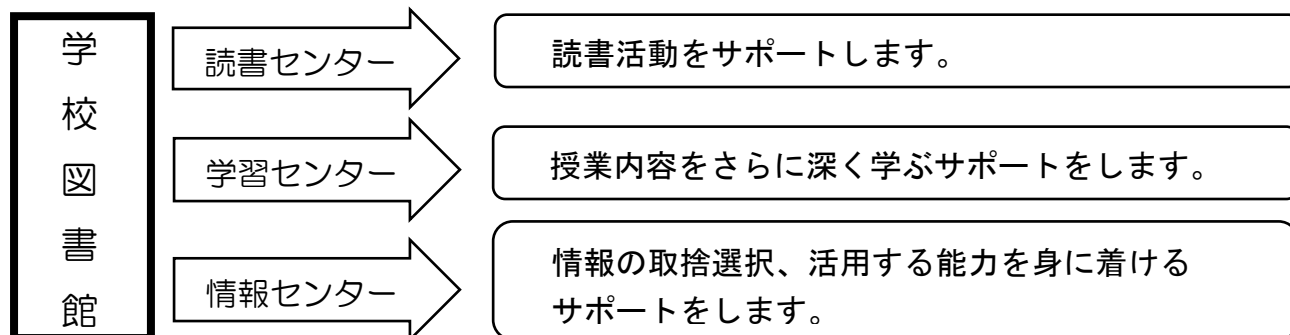 学校図書館
読書センター
読書活動をサポートします。
学習センター
授業内容をさらに深く学ぶサポートをします。
情報センター
情報の取捨選択、活用する能力を身に着ける
サポートをします。